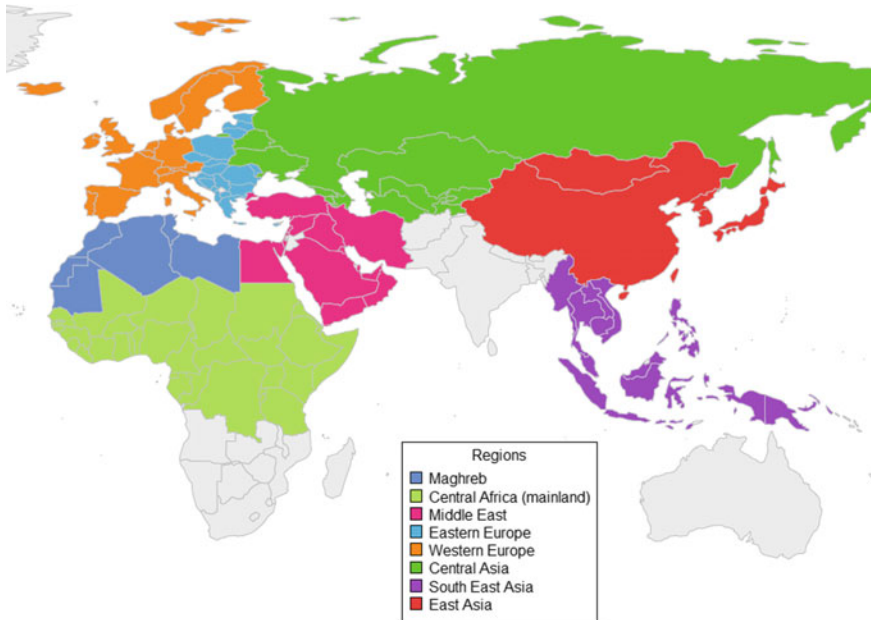 Regions
Maghreb
Central Africa (mainland)
Middle East
Eastern Europe
Western Europe
Central Asia
South East Asia
East Asia